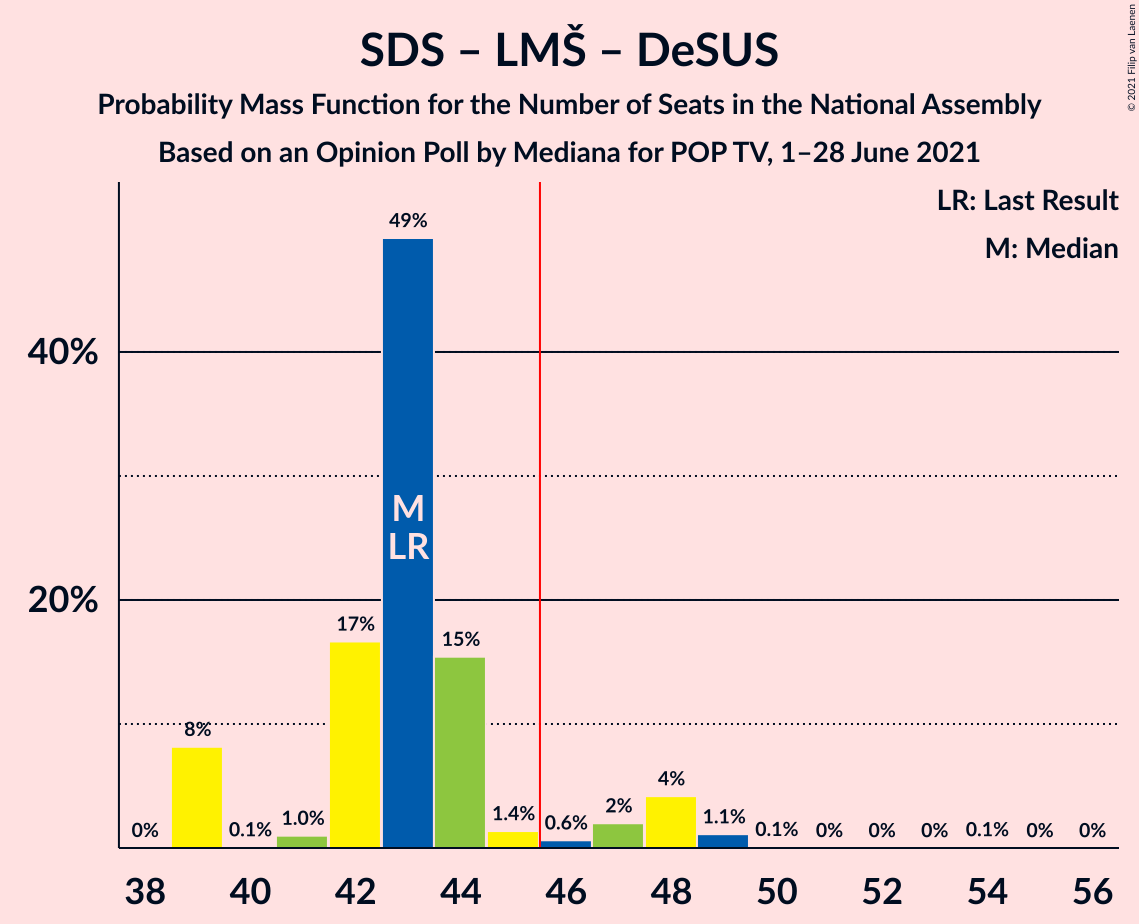 SDS – LMŠ – DeSUS
Probability Mass Function for the Number of Seats in the National Assembly
Based on an Opinion Poll by Mediana for POP TV, 1–28 June 2021
© 2021 Filip van Laenen
LR: Last Result
M: Median
40%
20%
0%
8%
0.1%
1.0%
17%
49%
15%
1.4%
0.6%
2%
4%
1.1%
0.1%
0%
0%
0%
0.1%
0%
0%
M
LR
38 40 42 44 46 48 50 52 54 56